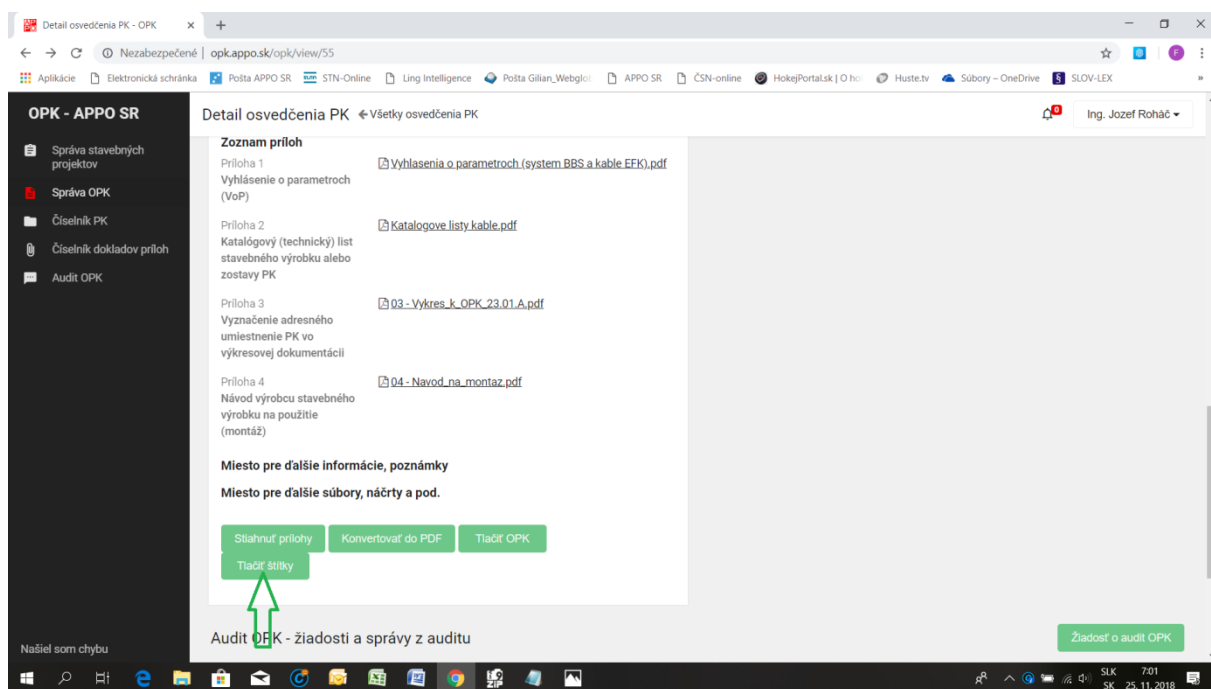 Detail osvedčenia PK - OPK
Nezabezpečené | opk.appo.sk/opk/view/55
Aplikácie Elektronická schránka Pošta APPO SR STN-Online Ling Intelligence Pošta Gilian_Webglob APPO SR ČSN-online HokejPortal.sk | O ho Huste.tv Súbory – OneDrive SLOV-LEX
OPK - APPO SR
Detail osvedčenia PK Všetky osvedčenia PK
0 Ing. Jozef Roháč
Správa stavebných
projektov
Správa OPK
Číselník PK
Číselník dokladov príloh
Audit OPK
Našiel som chybu
Zoznam príloh
Príloha 1
Vyhlásenie o parametroch
(VoP)
Vyhlasenia o parametroch (system BBS a kable EFK).pdf
Príloha 2
Katalógový (technický) list
stavebného výrobku alebo
zostavy PK
Katalogove listy kable.pdf
Príloha 3
Vyznačenie adresného
umiestnenie PK vo
výkresovej dokumentácii
03 - Vykres_k_OPK_23.01.A.pdf
Príloha 4
Návod výrobcu stavebného
výrobku na použitie
(montáž)
04 - Navod_na_montaz.pdf
Miesto pre ďalšie informácie, poznámky
Miesto pre ďalšie súbory, náčrty a pod.
Stiahnuť prílohy Konvertovať do PDF Tlačiť OPK
Tlačiť štítky
Audit OPK - žiadosti a správy z auditu
Žiadosť o audit OPK
SLK 7:01
SK 25. 11. 2018